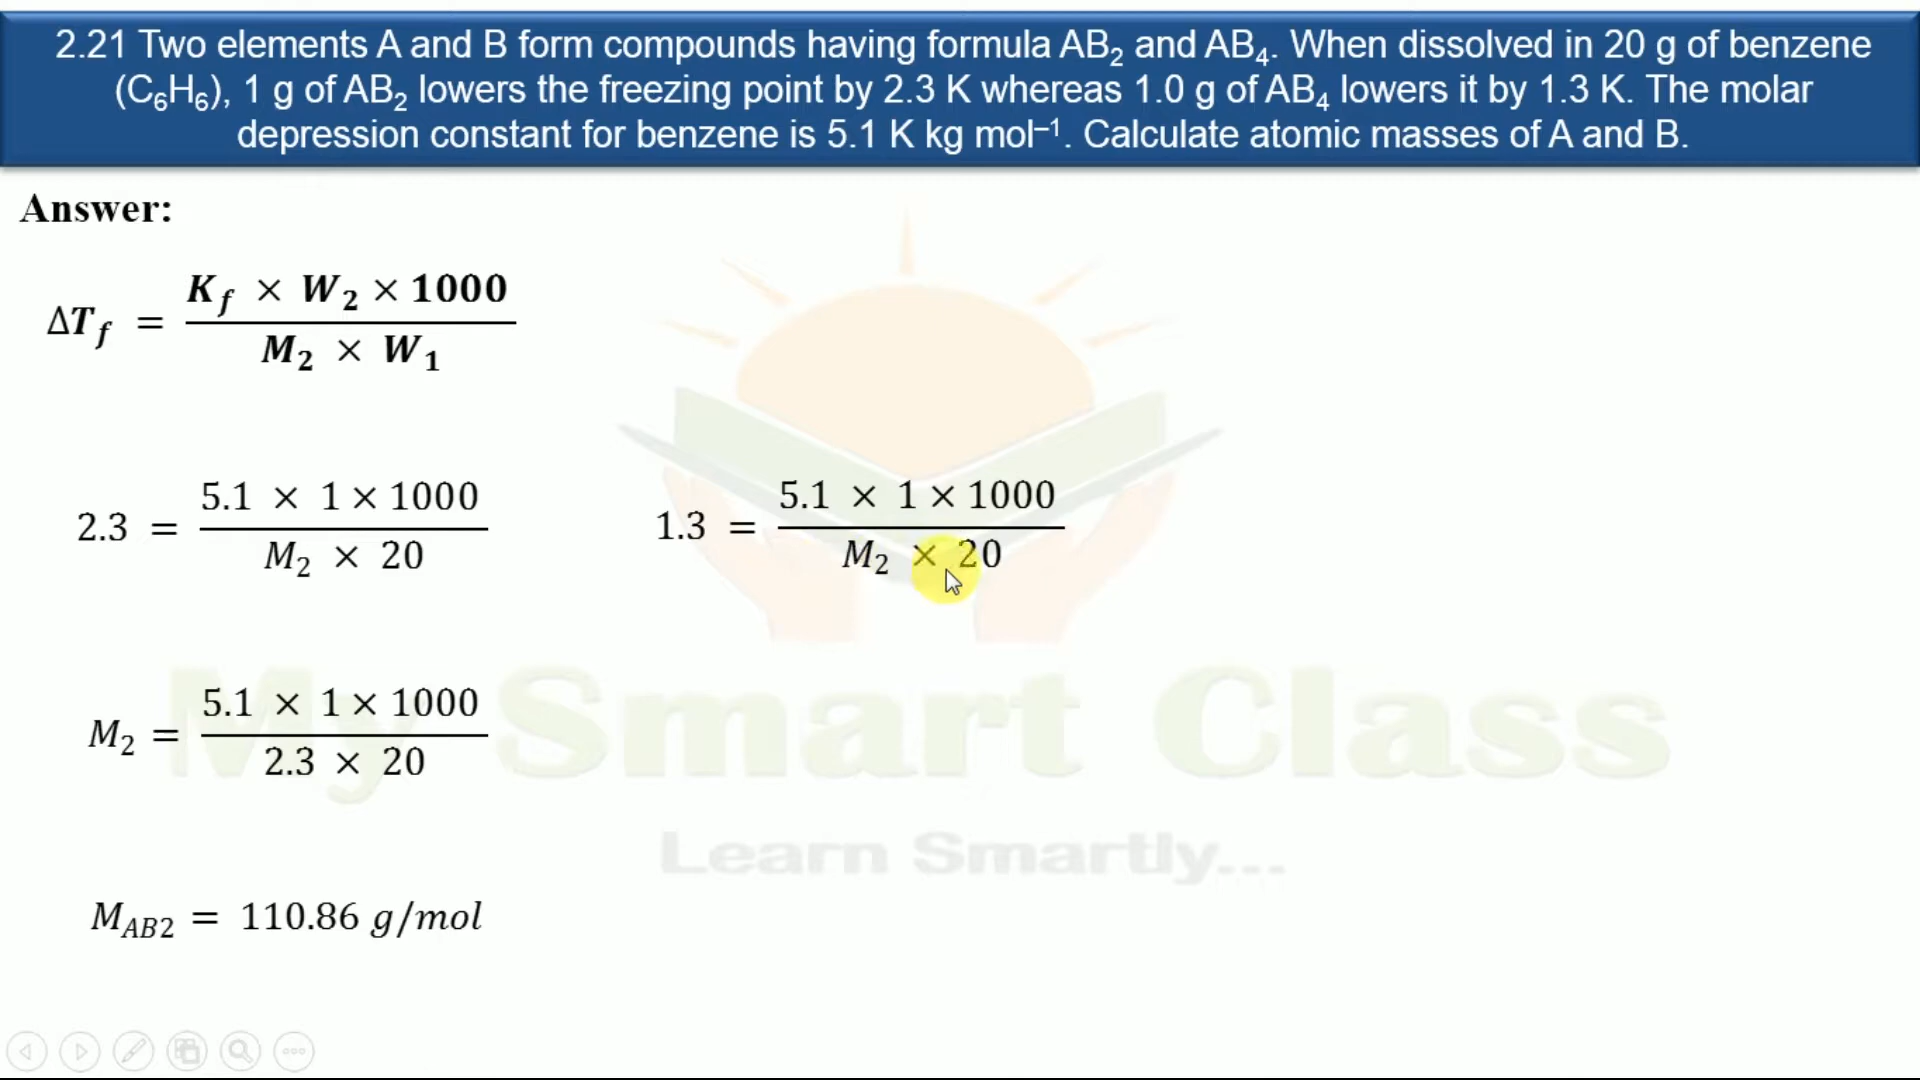 2.21 Two elements A and B form compounds having formula AB₂ and AB₄. When dissolved in 20 g of benzene
(C₆H₆), 1 g of AB₂ lowers the freezing point by 2.3 K whereas 1.0 g of AB₄ lowers it by 1.3 K. The molar
depression constant for benzene is 5.1 K kg mol⁻¹. Calculate atomic masses of A and B.
Answer:
ΔT_f = (K_f × W₂ × 1000) / (M₂ × W₁)
2.3 = (5.1 × 1 × 1000) / (M₂ × 20)
1.3 = (5.1 × 1 × 1000) / (M₂ × 20)
M₂ = (5.1 × 1 × 1000) / (2.3 × 20)
My Smart Class
Learn Smartly...
M_AB2 = 110.86 g/mol